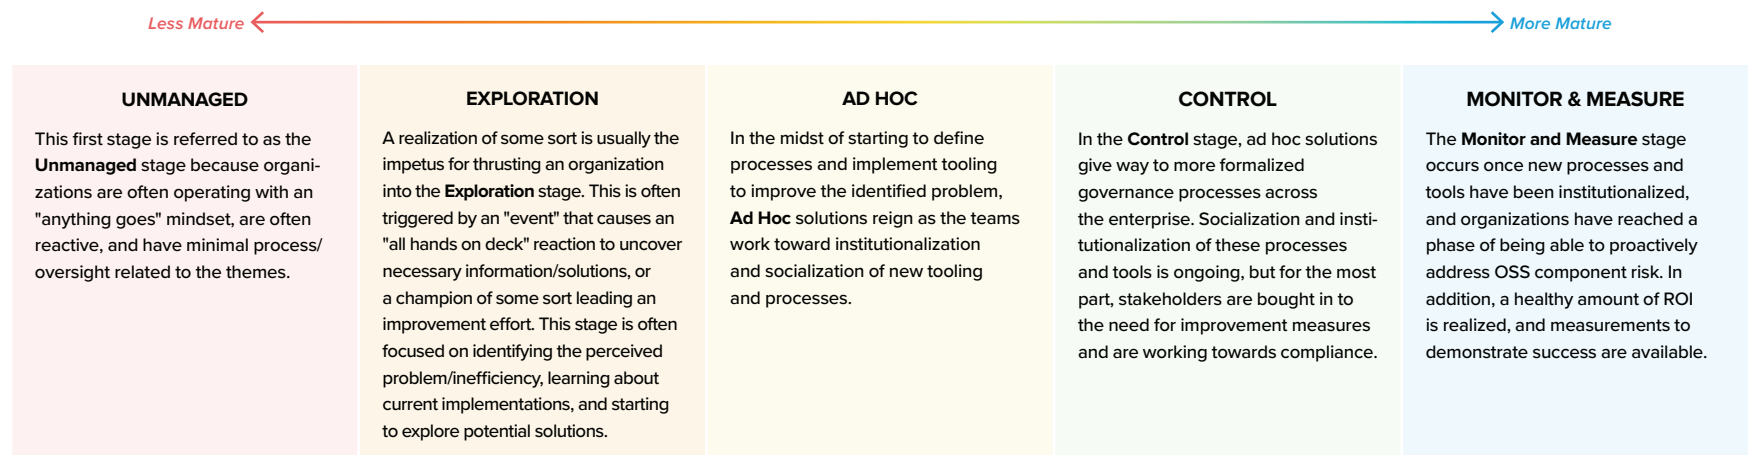 Less Mature
More Mature
UNMANAGED
This first stage is referred to as the
Unmanaged stage because organi-
zations are often operating with an
"anything goes" mindset, are often
reactive, and have minimal process/
oversight related to the themes.
EXPLORATION
A realization of some sort is usually the
impetus for thrusting an organization
into the Exploration stage. This is often
triggered by an "event" that causes an
"all hands on deck" reaction to uncover
necessary information/solutions, or
a champion of some sort leading an
improvement effort. This stage is often
focused on identifying the perceived
problem/inefficiency, learning about
current implementations, and starting
to explore potential solutions.
AD HOC
In the midst of starting to define
processes and implement tooling
to improve the identified problem,
Ad Hoc solutions reign as the teams
work toward institutionalization
and socialization of new tooling
and processes.
CONTROL
In the Control stage, ad hoc solutions
give way to more formalized
governance processes across
the enterprise. Socialization and insti-
tutionalization of these processes
and tools is ongoing, but for the most
part, stakeholders are bought in to
the need for improvement measures
and are working towards compliance.
MONITOR & MEASURE
The Monitor and Measure stage
occurs once new processes and
tools have been institutionalized,
and organizations have reached a
phase of being able to proactively
address OSS component risk. In
addition, a healthy amount of ROI
is realized, and measurements to
demonstrate success are available.